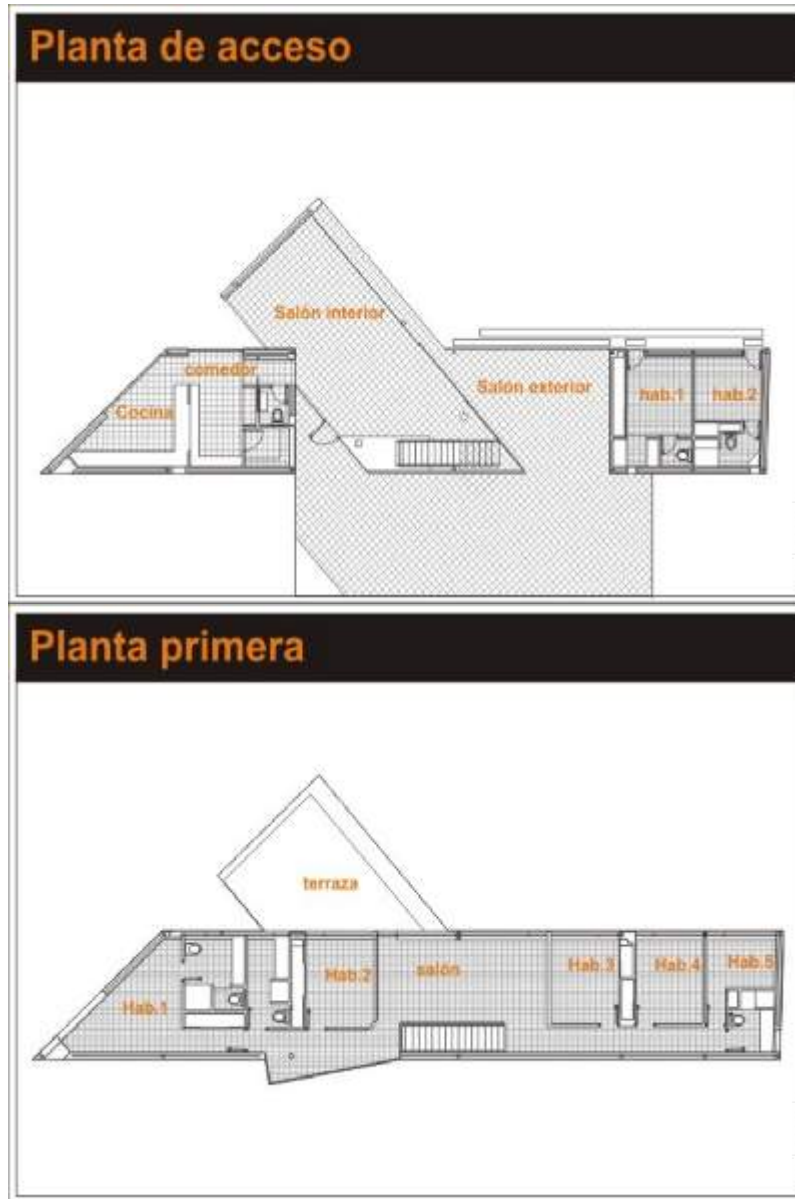 Planta de acceso
Salón interior
comedor
Cocina
Salón exterior
hab.1
hab.2
Planta primera
terraza
Hab.1
Hab.2
salón
Hab.3
Hab.4
Hab.5